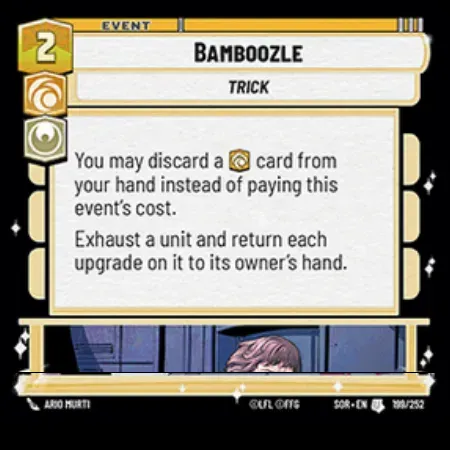 EVENT
2
BAMBOOZLE
TRICK
You may discard a card from
your hand instead of paying this
event's cost.
Exhaust a unit and return each
upgrade on it to its owner's hand.
ARIO MURTI
©LFL ©FFG
SOR • EN
199/252